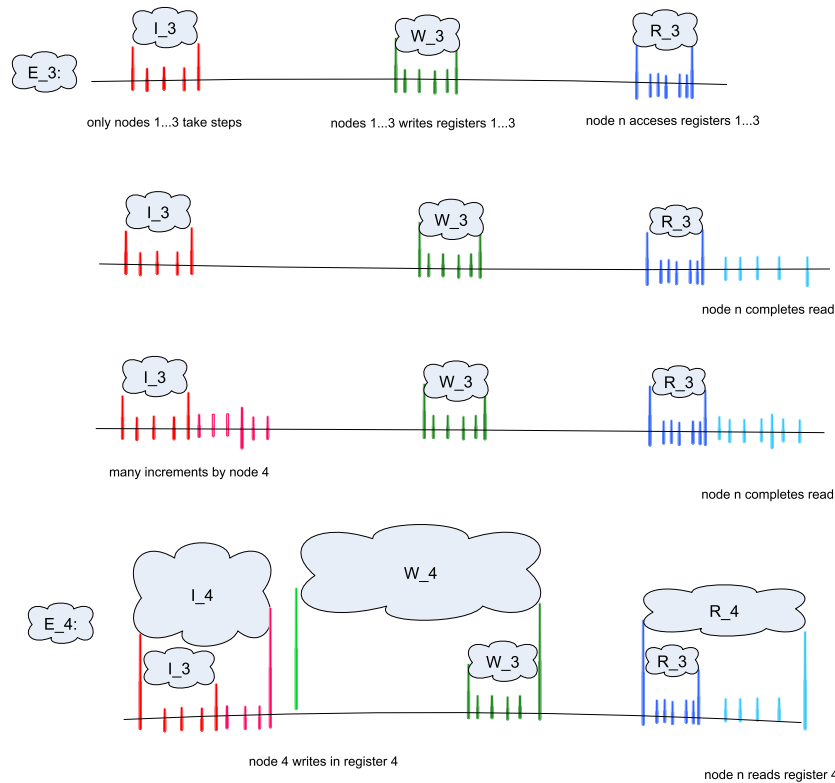 I_3
W_3
R_3
E_3:
only nodes 1...3 take steps
nodes 1...3 writes registers 1...3
node n acceses registers 1...3
I_3
W_3
R_3
node n completes read
I_3
W_3
R_3
many increments by node 4
node n completes read
I_4
W_4
R_4
E_4:
I_3
W_3
R_3
node 4 writes in register 4
node n reads register 4